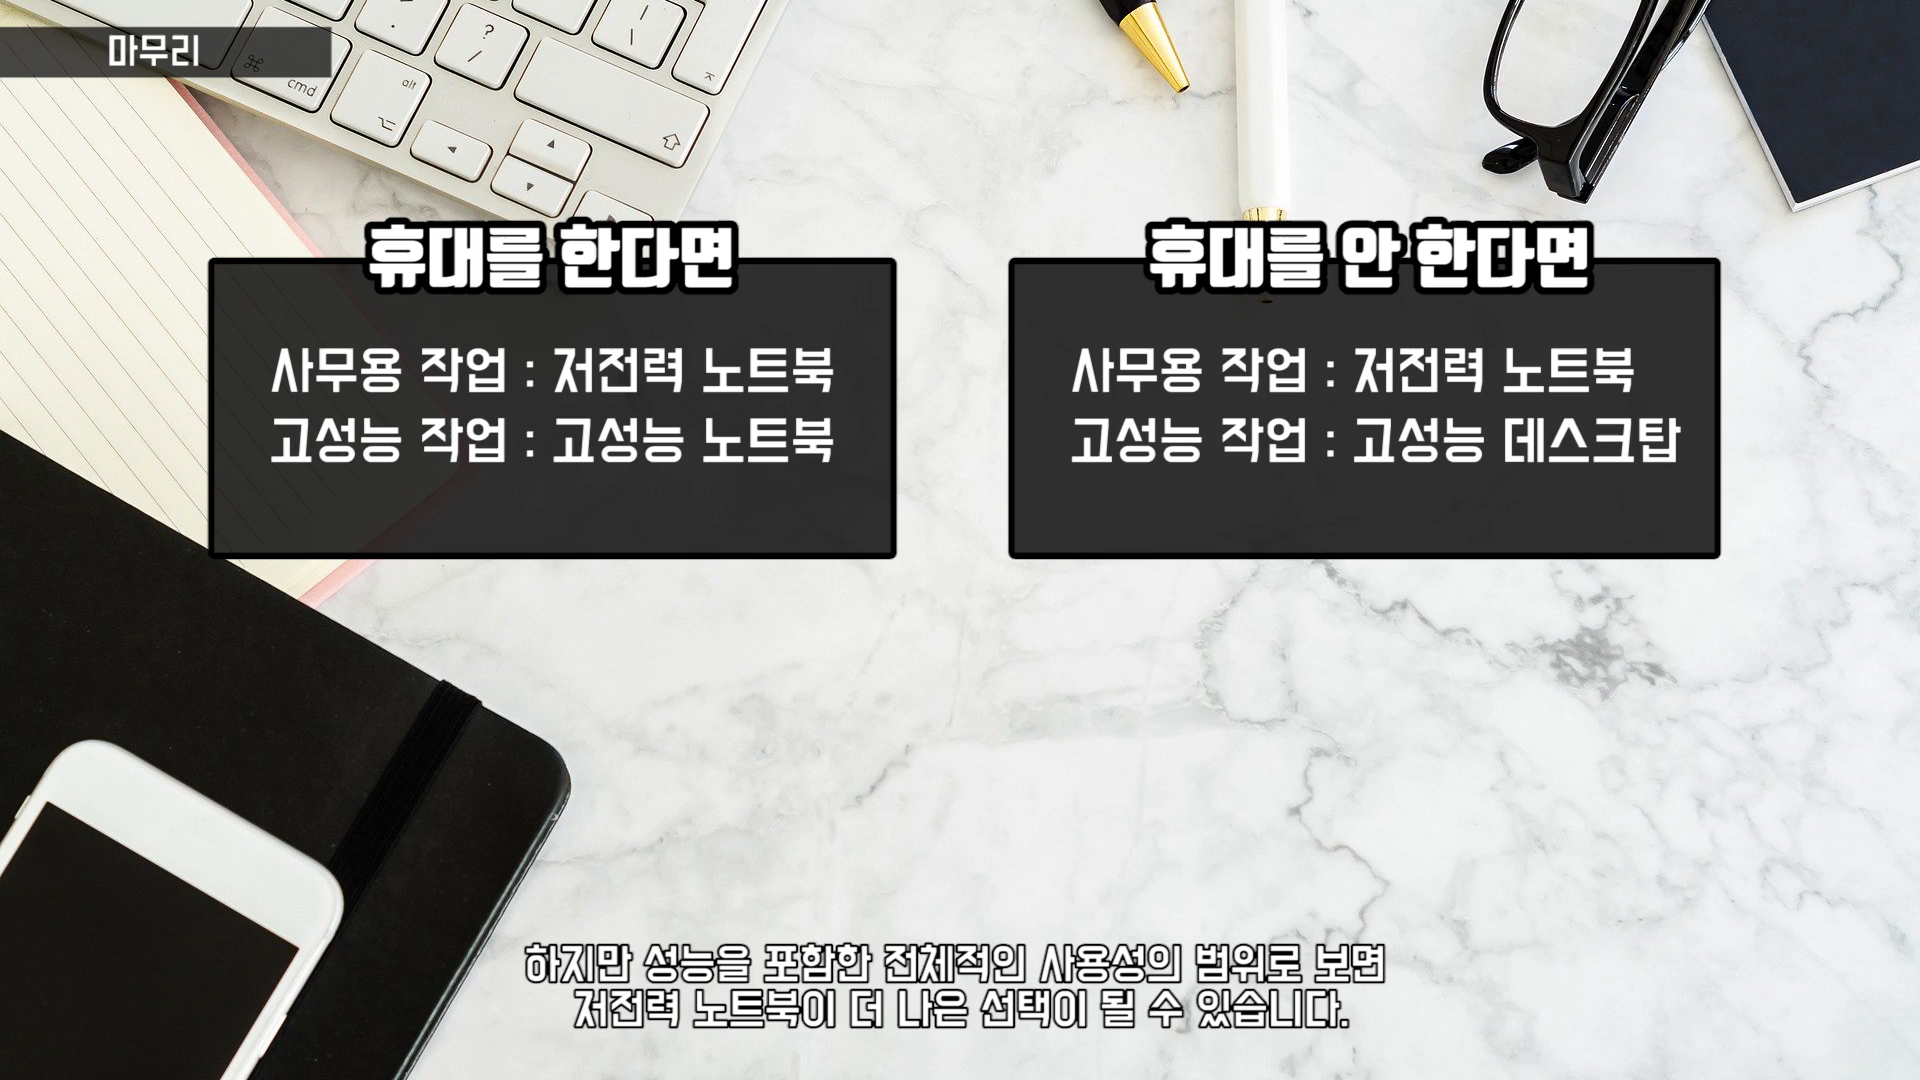 마무리
? /
cmd
alt
휴대를 한다면
사무용 작업 : 저전력 노트북
고성능 작업 : 고성능 노트북
휴대를 안 한다면
사무용 작업 : 저전력 노트북
고성능 작업 : 고성능 데스크탑
하지만 성능을 포함한 전체적인 사용성의 범위로 보면
저전력 노트북이 더 나은 선택이 될 수 있습니다.